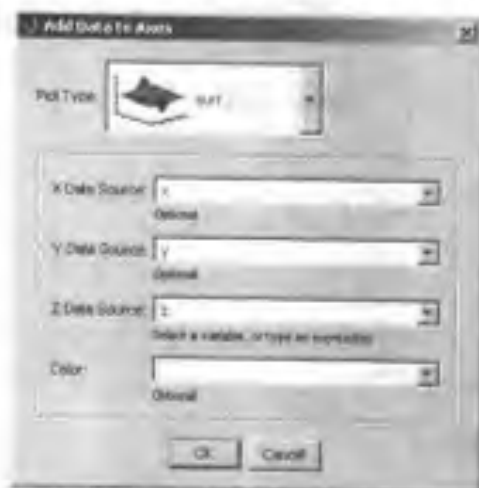 Add Data to Axes
Plot Type:
surf
X Data Source: x
Optional
Y Data Source: y
Optional
Z Data Source: z
Select a variable, or type an expression
Color:
Optional
OK Cancel